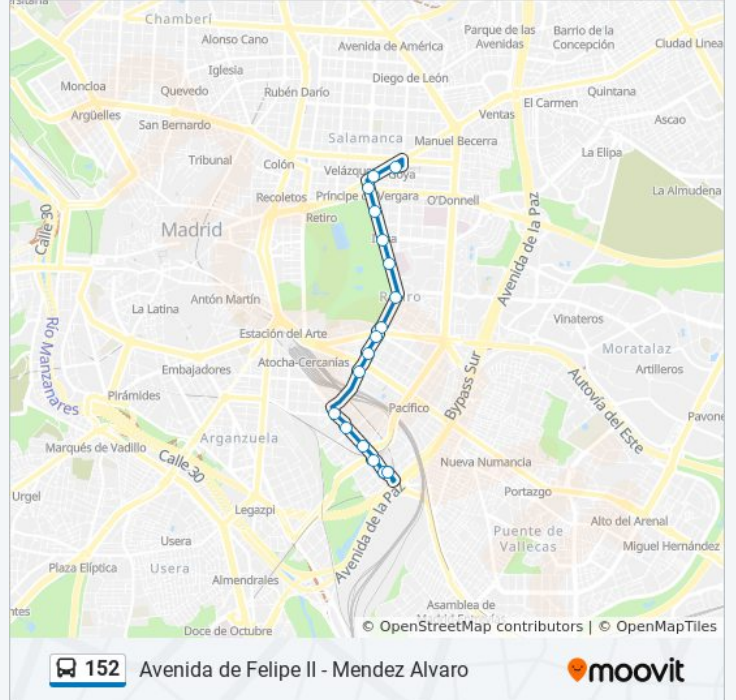 Chamberí
Alonso Cano
Avenida de América
Parque de las
Avenidas
Barrio de la
Concepción
Ciudad Linea
Iglesia
Diego de León
Moncloa
Quevedo
Rubén Darío
Quintana
El Carmen
Argüelles
San Bernardo
Ventas
Ascao
Salamanca
Manuel Becerra
Tribunal
Colón
Goya
La Elipa
Recoletos
Príncipe
Vergara
O'Donnell
La Almudena
Retiro
Madrid
Calle 30
Avenida de la Paz
La Latina
Antón Martín
Vinateros
Estación del Arte
Moratalaz
Río Manzanares
Embajadores
Atocha-Cercanías
Artilleros
Bypass Sur
Autovía del Este
Pirámides
Pacífico
Pavone
Arganzuela
Marqués de Vadillo
Calle 30
Nueva Numancia
Urgel
Legazpi
Portazgo
Avenida de la Paz
Alto del Arenal
Puente de
Vallecas
Miguel Hernández
Usera
Plaza Elíptica
Usera
Almendrales
Asamblea de
ntes
Doce de Octubre
© OpenStreetMap contributors | © OpenMapTiles
152 Avenida de Felipe II - Mendez Alvaro
moovit